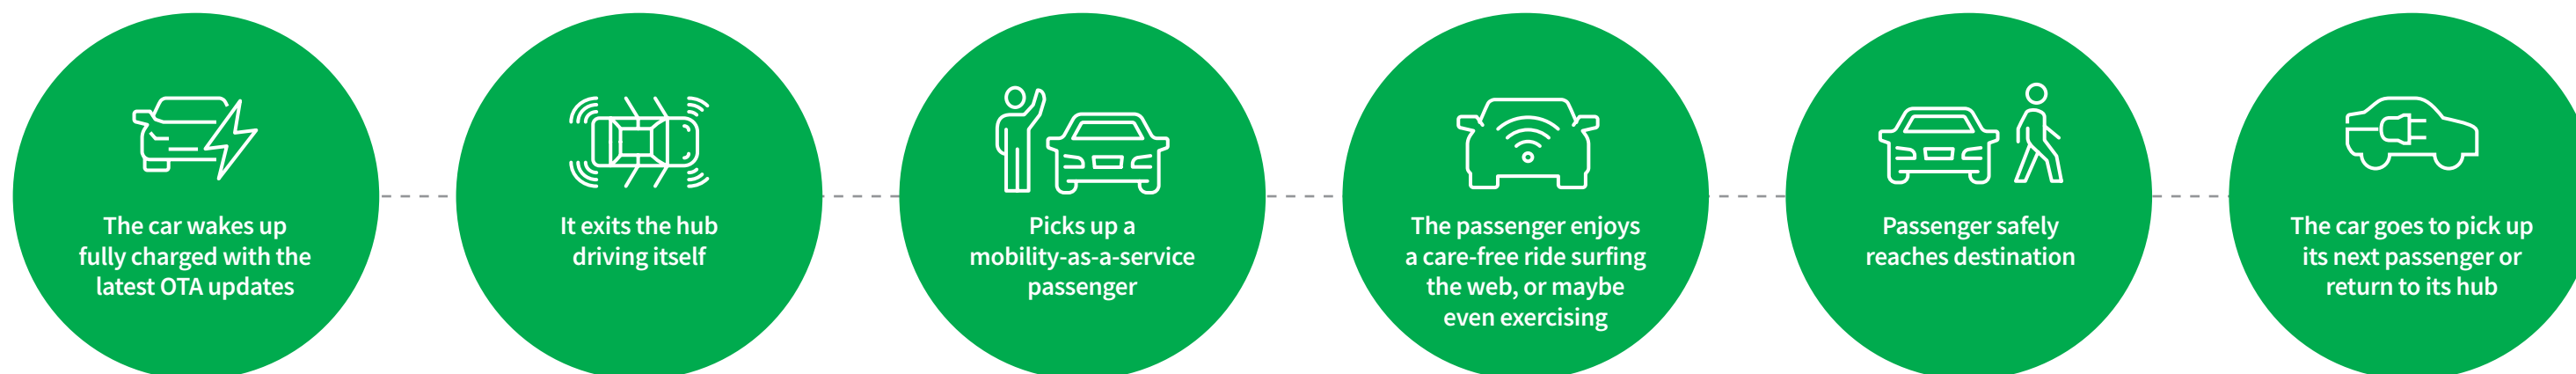 The car wakes up
fully charged with the
latest OTA updates
It exits the hub
driving itself
Picks up a
mobility-as-a-service
passenger
The passenger enjoys
a care-free ride surfing
the web, or maybe
even exercising
Passenger safely
reaches destination
The car goes to pick up
its next passenger or
return to its hub